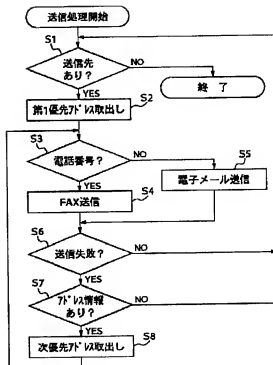 送信処理開始
S1
送信先
あり?
NO
終 了
YES
S2
第1優先ｱﾄﾞﾚｽ取出し
S3
電話番号?
NO
S5
YES
S4
電子メール送信
FAX送信
S6
送信失敗?
NO
YES
S7
ｱﾄﾞﾚｽ情報
あり?
NO
YES
S8
次優先ｱﾄﾞﾚｽ取出し